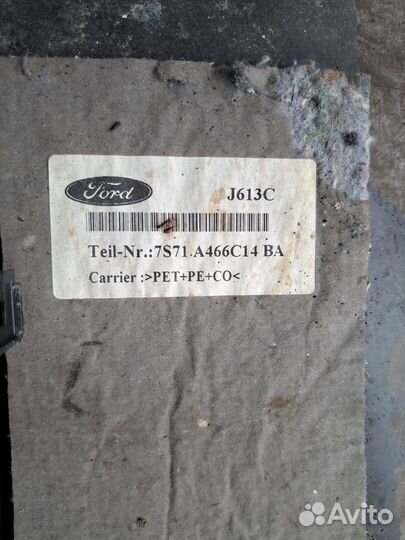 Ford
J613C
Teil-Nr.:7S71.A466C14 BA
Carrier :>PET+PE+CO<
Avito